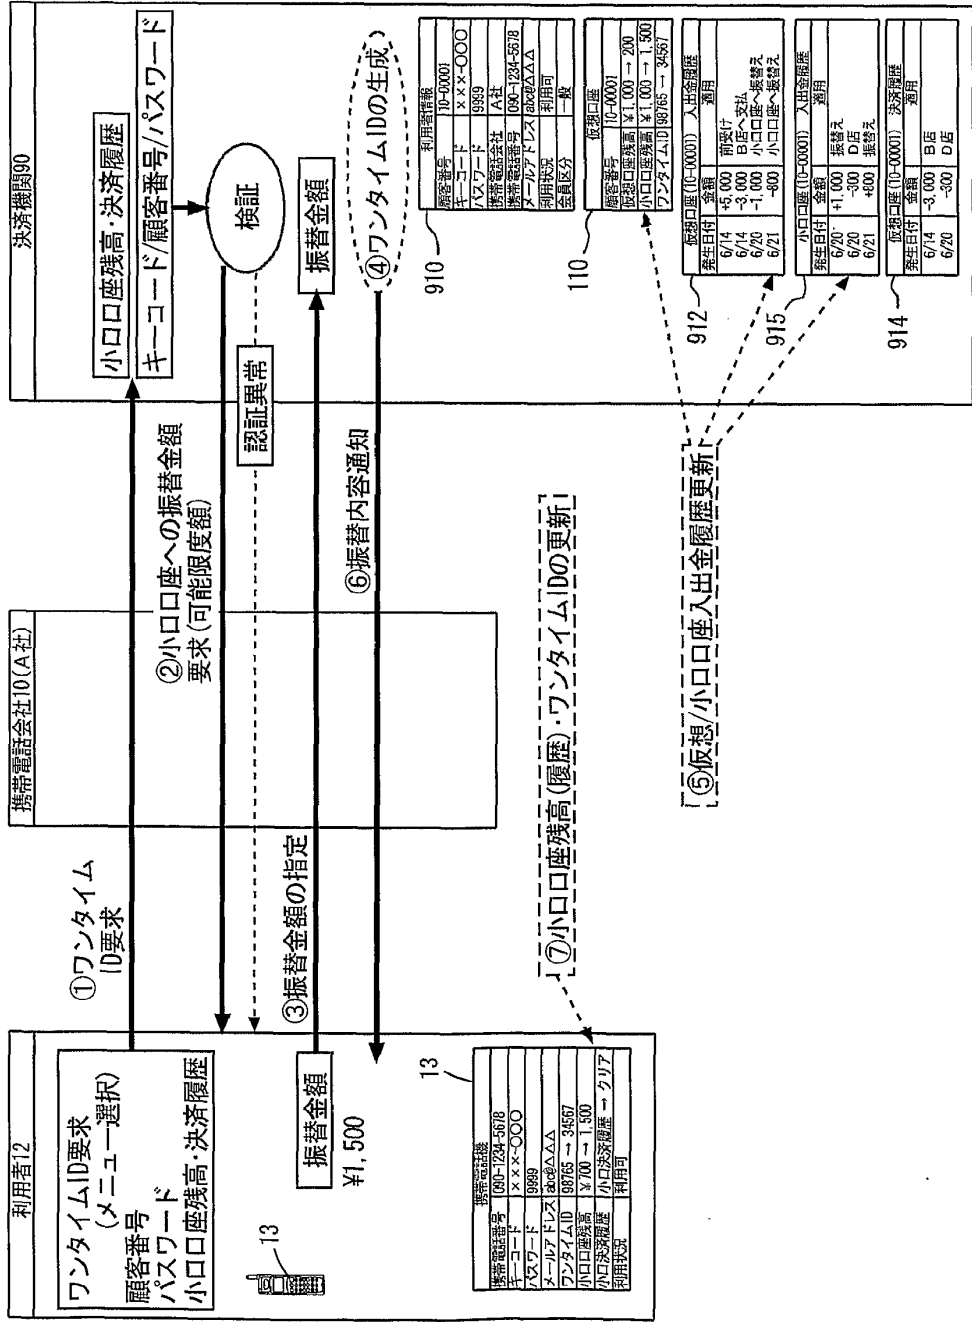 利用者12
ワンタイムID要求
(メニュー選択)
顧客番号
パスワード
小口口座残高・決済履歴
13
振替金額
¥1,500
13
携帯電話機
携帯電話番号 090-1234-5678
キーコード ×××-○○○
パスワード 9999
メールアドレス abc@△△△
ワンタイムID 98765 → 34567
小口口座残高 ¥700 → 1,500
小口決済履歴 小口決済履歴 → クリア
利用状況 利用可
①ワンタイム
ID要求
②小口口座への振替金額
要求(可能限度額)
認証異常
③振替金額の指定
⑥振替内容通知
⑦小口口座残高(履歴)・ワンタイムIDの更新
⑤仮想/小口口座入出金履歴更新
携帯電話会社10(A社)
決済機関90
小口口座残高・決済履歴
キーコード/顧客番号/パスワード
検証
振替金額
④ワンタイムIDの生成
910
利用者情報
顧客番号 10-00001
キーコード ×××-○○○
パスワード 9999
携帯電話会社 A社
携帯電話番号 090-1234-5678
メールアドレス abc@△△△
利用状況 利用可
会員区分 一般
110
仮想口座
顧客番号 10-00001
仮想口座残高 ¥1,000 → 200
小口口座残高 ¥1,000 → 1,500
ワンタイムID 98765 → 34567
912
仮想口座(10-00001) 入出金履歴
発生日付 金額 適用
6/14 +5,000 前受け
6/14 -3,000 B店へ支払
6/20 -1,000 小口口座へ振替え
6/21 -800 小口口座へ振替え
915
小口口座(10-00001) 入出金履歴
発生日付 金額 適用
6/20 +1,000 振替え
6/20 -300 D店
6/21 +800 振替え
914
仮想口座(10-00001) 決済履歴
発生日付 金額 適用
6/14 -3,000 B店
6/20 -300 D店